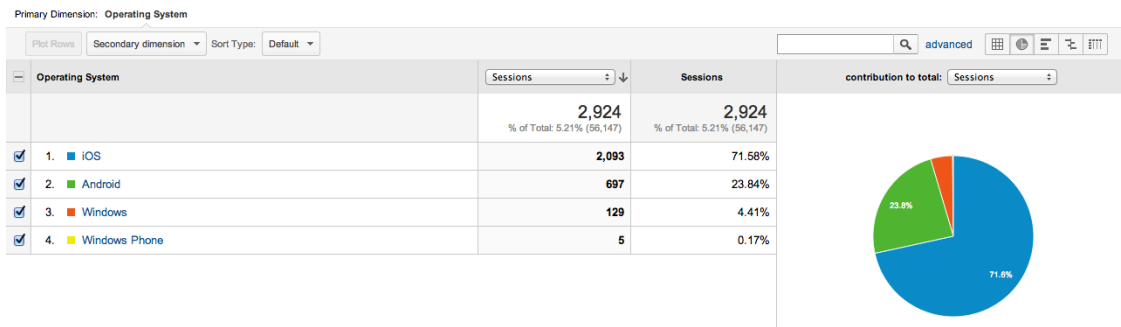 Primary Dimension: Operating System
Plot Rows Secondary dimension Sort Type: Default advanced
Operating System Sessions Sessions contribution to total: Sessions
2,924 2,924
% of Total: 5.21% (56,147) % of Total: 5.21% (56,147)
1. iOS 2,093 71.58%
2. Android 697 23.84%
3. Windows 129 4.41%
4. Windows Phone 5 0.17%
23.8%
71.6%